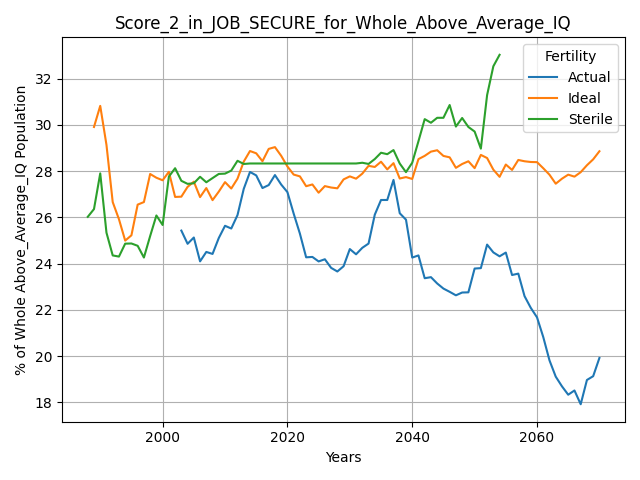 Score_2_in_JOB_SECURE_for_Whole_Above_Average_IQ
Fertility
Actual
Ideal
Sterile
% of Whole Above_Average_IQ Population
32
30
28
26
24
22
20
18
2000
2020
2040
2060
Years